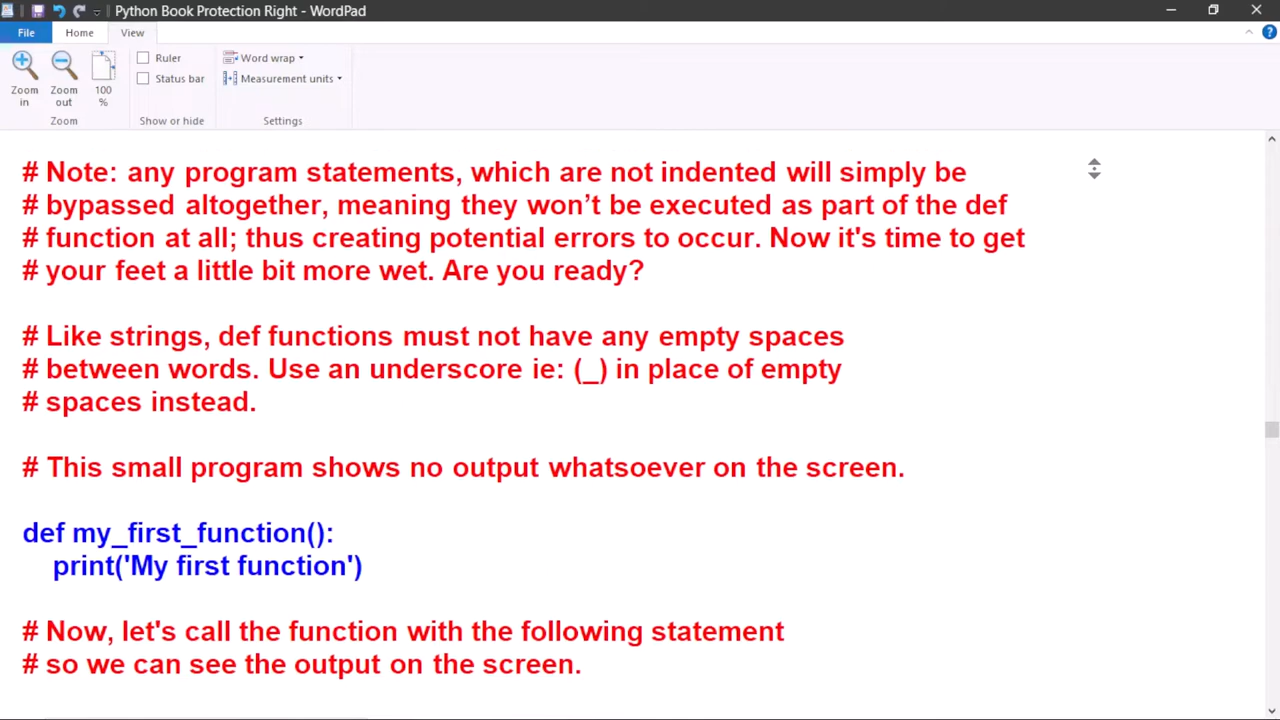 Python Book Protection Right - WordPad
File
Home
View
Zoom in
Zoom out
100 %
Zoom
Ruler
Status bar
Show or hide
Word wrap
Measurement units
Settings
# Note: any program statements, which are not indented will simply be
# bypassed altogether, meaning they won’t be executed as part of the def
# function at all; thus creating potential errors to occur. Now it's time to get
# your feet a little bit more wet. Are you ready?
# Like strings, def functions must not have any empty spaces
# between words. Use an underscore ie: (_) in place of empty
# spaces instead.
# This small program shows no output whatsoever on the screen.
def my_first_function():
    print('My first function')
# Now, let's call the function with the following statement
# so we can see the output on the screen.